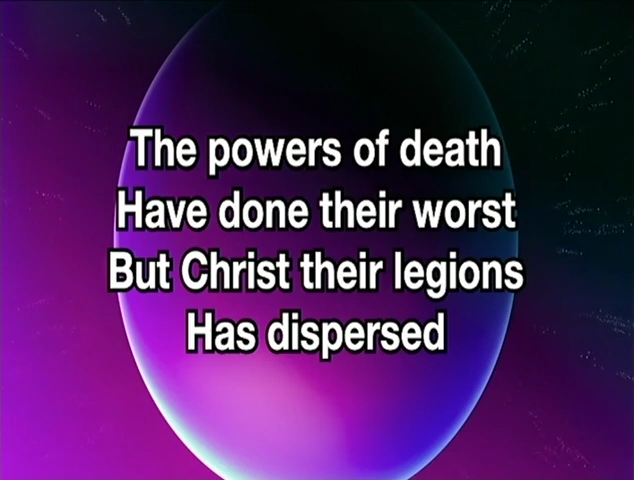 The powers of death
Have done their worst
But Christ their legions
Has dispersed